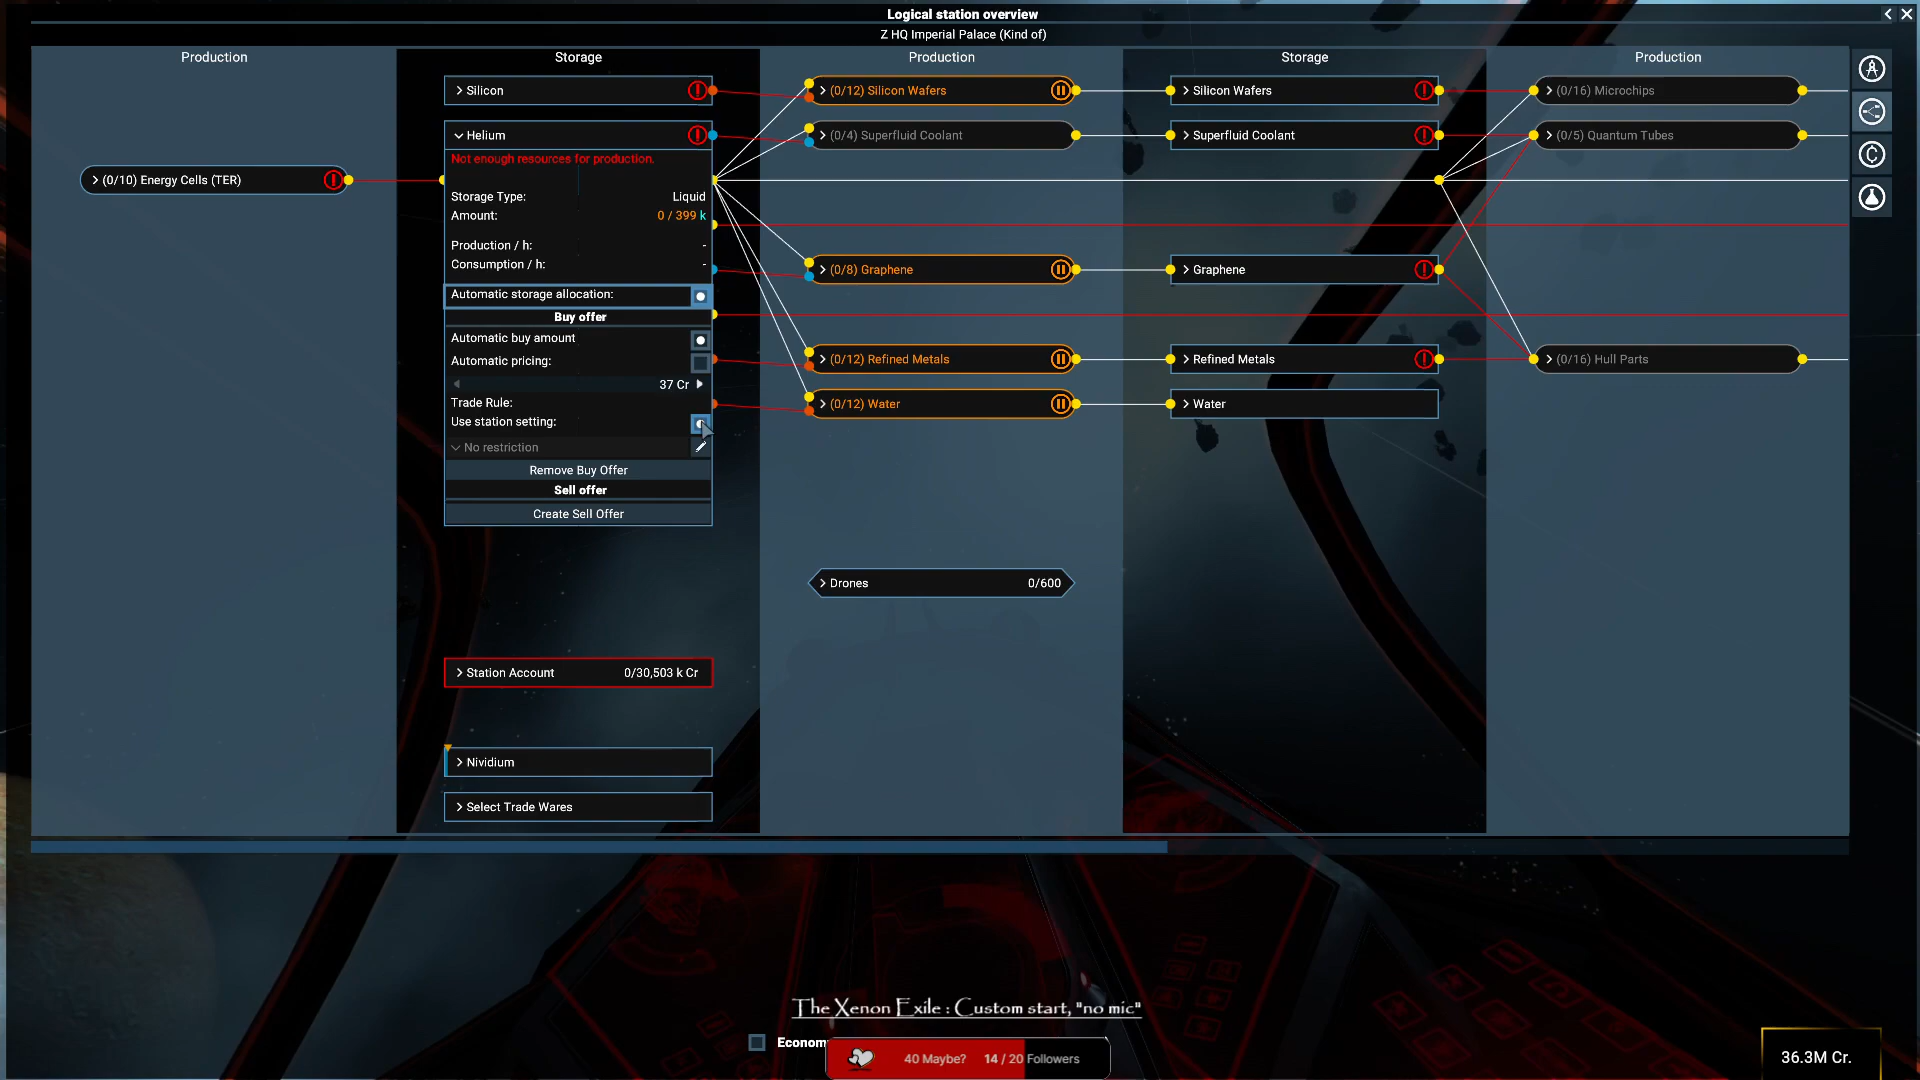 Logical station overview
Z HQ Imperial Palace (Kind of)
Production
Storage
Production
Storage
Production
Silicon
(0/12) Silicon Wafers
Silicon Wafers
(0/16) Microchips
Helium
(0/4) Superfluid Coolant
Superfluid Coolant
(0/5) Quantum Tubes
Not enough resources for production.
(0/10) Energy Cells (TER)
Storage Type: Liquid
Amount: 0 / 399 k
Production / h: -
Consumption / h: -
(0/8) Graphene
Graphene
Automatic storage allocation:
Buy offer
Automatic buy amount
Automatic pricing:
(0/12) Refined Metals
Refined Metals
(0/16) Hull Parts
37 Cr
Trade Rule:
(0/12) Water
Water
Use station setting:
No restriction
Remove Buy Offer
Sell offer
Create Sell Offer
Drones 0/600
Station Account 0/30,503 k Cr
Nividium
Select Trade Wares
The Xenon Exile : Custom start, "no mic"
40 Maybe? 14 / 20 Followers
36.3M Cr.